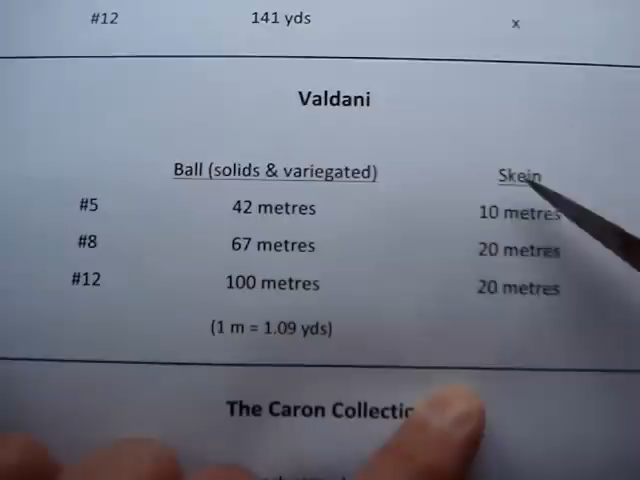 #12 141 yds x
Valdani
Ball (solids & variegated) Skein
#5 42 metres 10 metres
#8 67 metres 20 metres
#12 100 metres 20 metres
(1 m = 1.09 yds)
The Caron Collectio